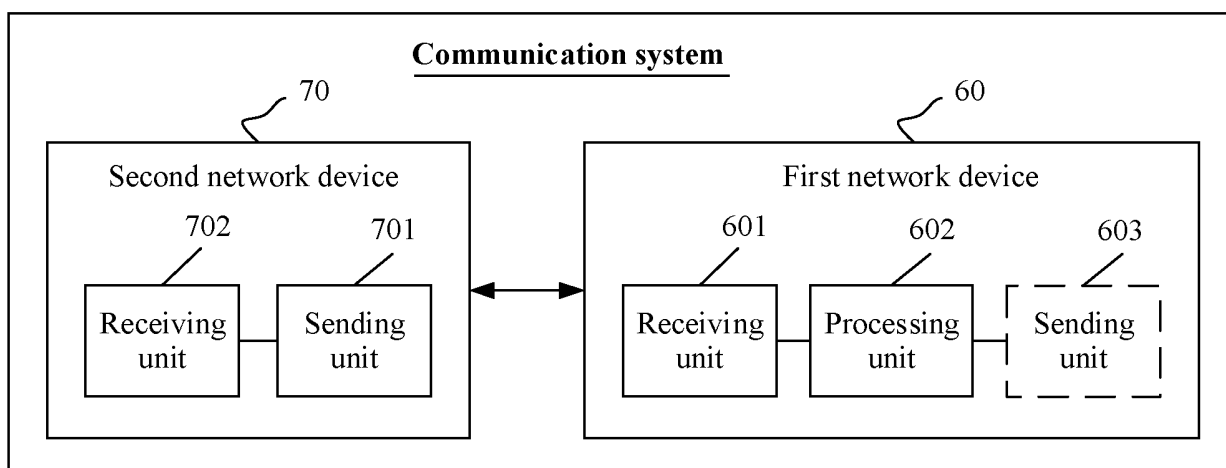 Communication system
70
60
Second network device
First network device
702
701
601
602
603
Receiving
unit
Sending
unit
Receiving
unit
Processing
unit
Sending
unit